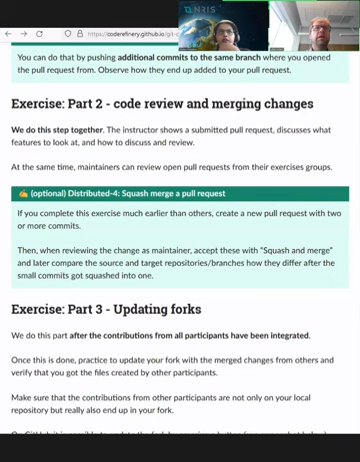 NRIS
coderefinery.github.io/git-c
You can do that by pushing additional commits to the same branch where you opened
the pull request from. Observe how they end up added to your pull request.
Exercise: Part 2 - code review and merging changes
We do this step together. The instructor shows a submitted pull request, discusses what
features to look at, and how to discuss and review.
At the same time, maintainers can review open pull requests from their exercises groups.
(optional) Distributed-4: Squash merge a pull request
If you complete this exercise much earlier than others, create a new pull request with two
or more commits.
Then, when reviewing the change as maintainer, accept these with "Squash and merge"
and later compare the source and target repositories/branches how they differ after the
small commits got squashed into one.
Exercise: Part 3 - Updating forks
We do this part after the contributions from all participants have been integrated.
Once this is done, practice to update your fork with the merged changes from others and
verify that you got the files created by other participants.
Make sure that the contributions from other participants are not only on your local
repository but really also end up in your fork.